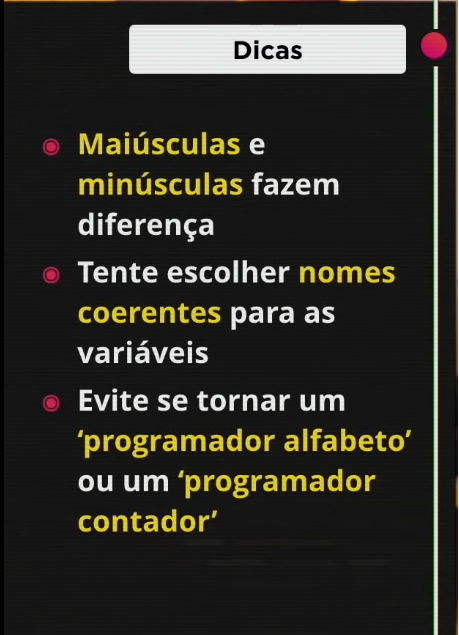 Dicas
Maiúsculas e
minúsculas fazem
diferença
Tente escolher nomes
coerentes para as
variáveis
Evite se tornar um
‘programador alfabeto’
ou um ‘programador
contador’